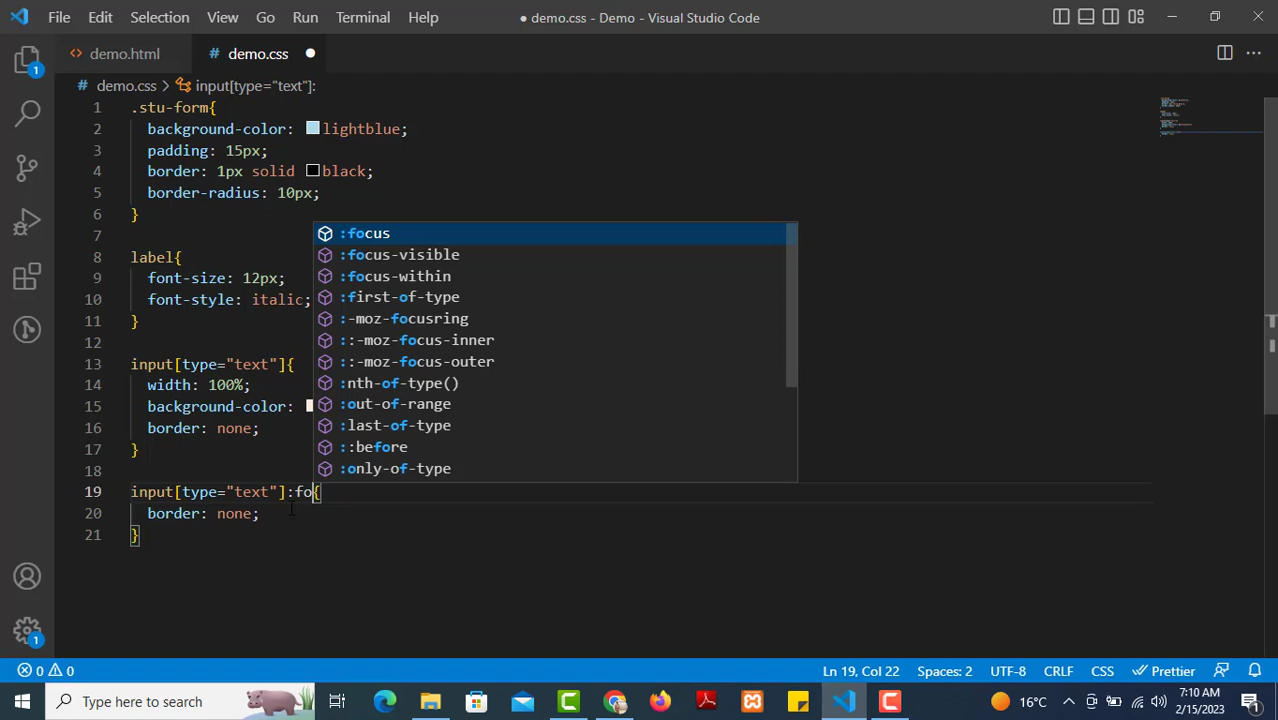 File Edit Selection View Go Run Terminal Help ● demo.css - Demo - Visual Studio Code
<> demo.html # demo.css ●
# demo.css > input[type="text"]:
1 .stu-form{
2 background-color: lightblue;
3 padding: 15px;
4 border: 1px solid black;
5 border-radius: 10px;
6 }
7
8 label{
9 font-size: 12px;
10 font-style: italic;
11 }
12
13 input[type="text"]{
14 width: 100%;
15 background-color:
16 border: none;
17 }
18
19 input[type="text"]:fo{
20 border: none;
21 }
:focus
:focus-visible
:focus-within
:first-of-type
:-moz-focusring
::-moz-focus-inner
::-moz-focus-outer
:nth-of-type()
:out-of-range
:last-of-type
::before
:only-of-type
1
1
0 0 Ln 19, Col 22 Spaces: 2 UTF-8 CRLF CSS Prettier
Type here to search 16°C 7:10 AM
2/15/2023 1